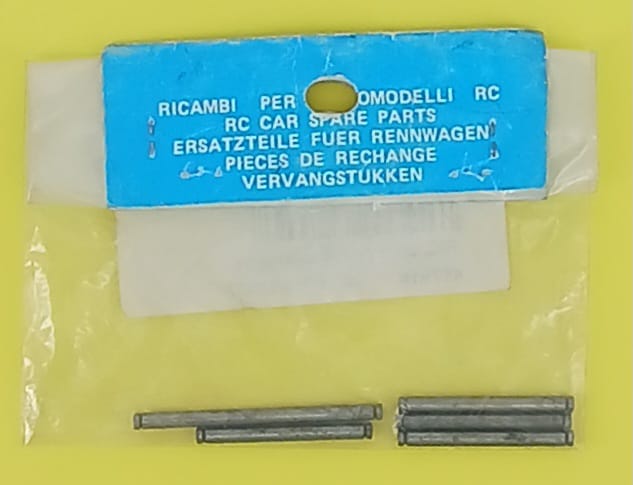 RICAMBI PER OMODELLI RC
RC CAR SPARE PARTS
ERSATZTEILE FUER RENNWAGEN
PIECES DE RECHANGE
VERVANGSTUKKEN